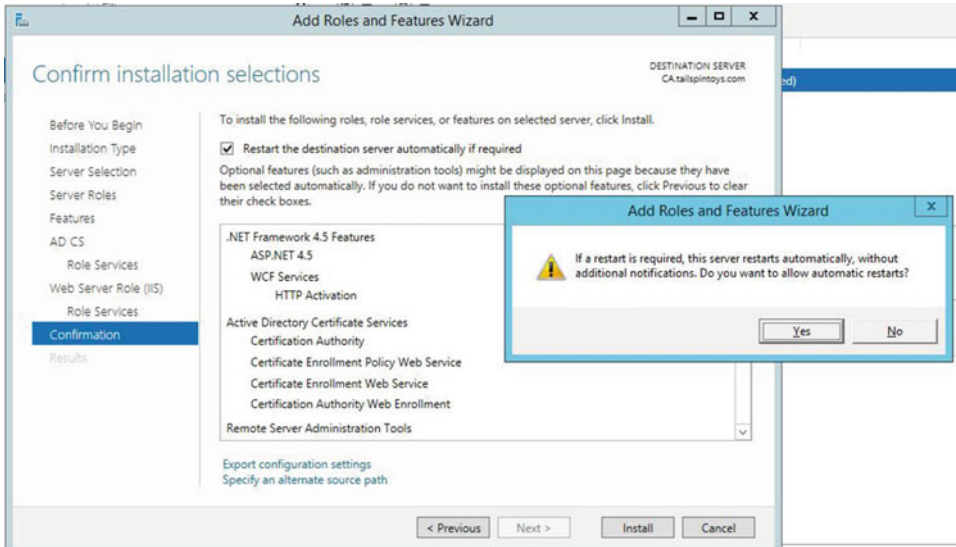 Add Roles and Features Wizard
Confirm installation selections
DESTINATION SERVER
CA.tailspintoys.com
Before You Begin
Installation Type
Server Selection
Server Roles
Features
AD CS
Role Services
Web Server Role (IIS)
Role Services
Confirmation
Results
To install the following roles, role services, or features on selected server, click Install.
Restart the destination server automatically if required
Optional features (such as administration tools) might be displayed on this page because they have
been selected automatically. If you do not want to install these optional features, click Previous to clear
their check boxes.
.NET Framework 4.5 Features
ASP.NET 4.5
WCF Services
HTTP Activation
Active Directory Certificate Services
Certification Authority
Certificate Enrollment Policy Web Service
Certificate Enrollment Web Service
Certification Authority Web Enrollment
Remote Server Administration Tools
Export configuration settings
Specify an alternate source path
< Previous
Next >
Install
Cancel
Add Roles and Features Wizard
If a restart is required, this server restarts automatically, without
additional notifications. Do you want to allow automatic restarts?
Yes
No
ed)